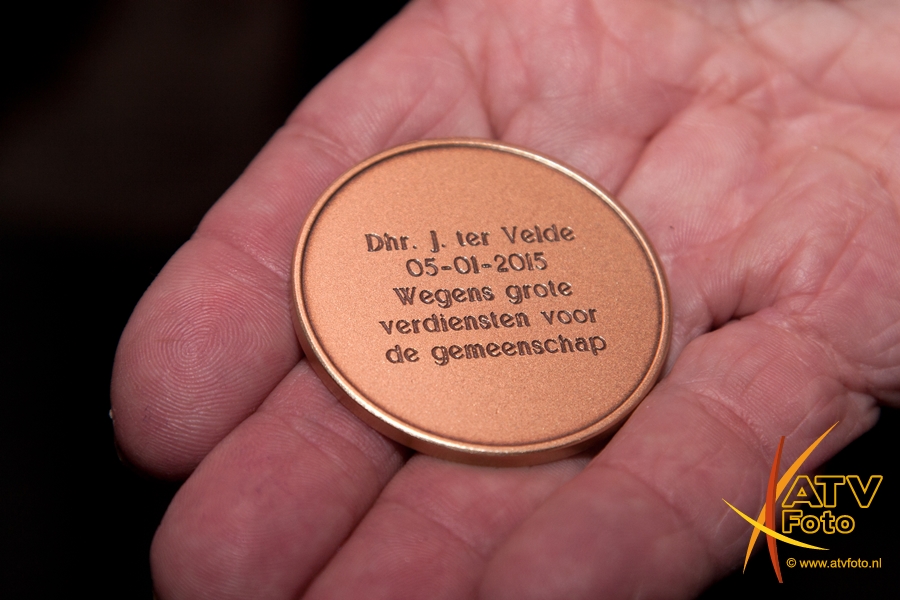 Dhr. J. ter Velde
05-01-2015
Wegens grote
verdiensten voor
de gemeenschap
ATV
Foto
© www.atvfoto.nl